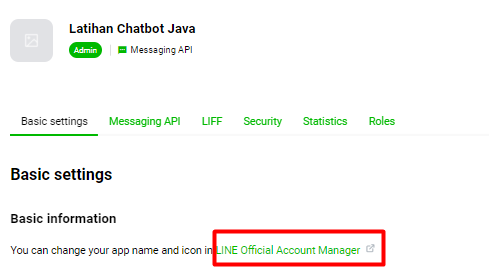 Latihan Chatbot Java
Admin Messaging API
Basic settings Messaging API LIFF Security Statistics Roles
Basic settings
Basic information
You can change your app name and icon in LINE Official Account Manager